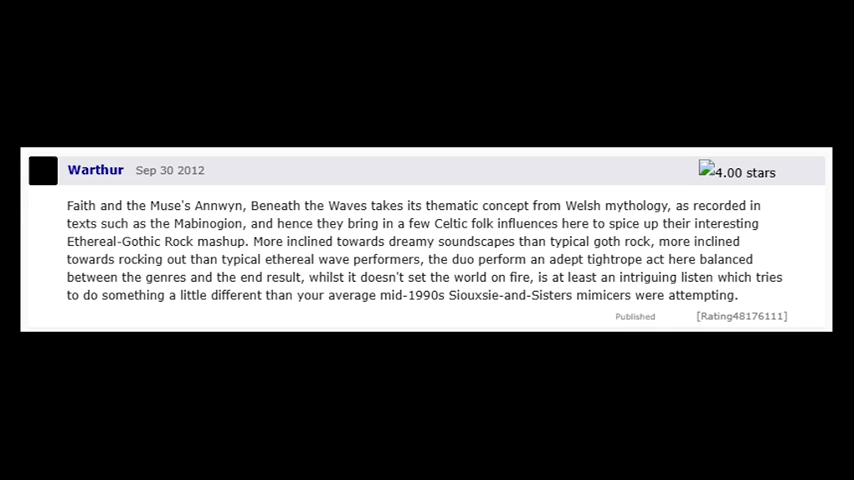 Warthur Sep 30 2012 4.00 stars
Faith and the Muse's Annwyn, Beneath the Waves takes its thematic concept from Welsh mythology, as recorded in
texts such as the Mabinogion, and hence they bring in a few Celtic folk influences here to spice up their interesting
Ethereal-Gothic Rock mashup. More inclined towards dreamy soundscapes than typical goth rock, more inclined
towards rocking out than typical ethereal wave performers, the duo perform an adept tightrope act here balanced
between the genres and the end result, whilst it doesn't set the world on fire, is at least an intriguing listen which tries
to do something a little different than your average mid-1990s Siouxsie-and-Sisters mimicers were attempting.
Published [Rating48176111]